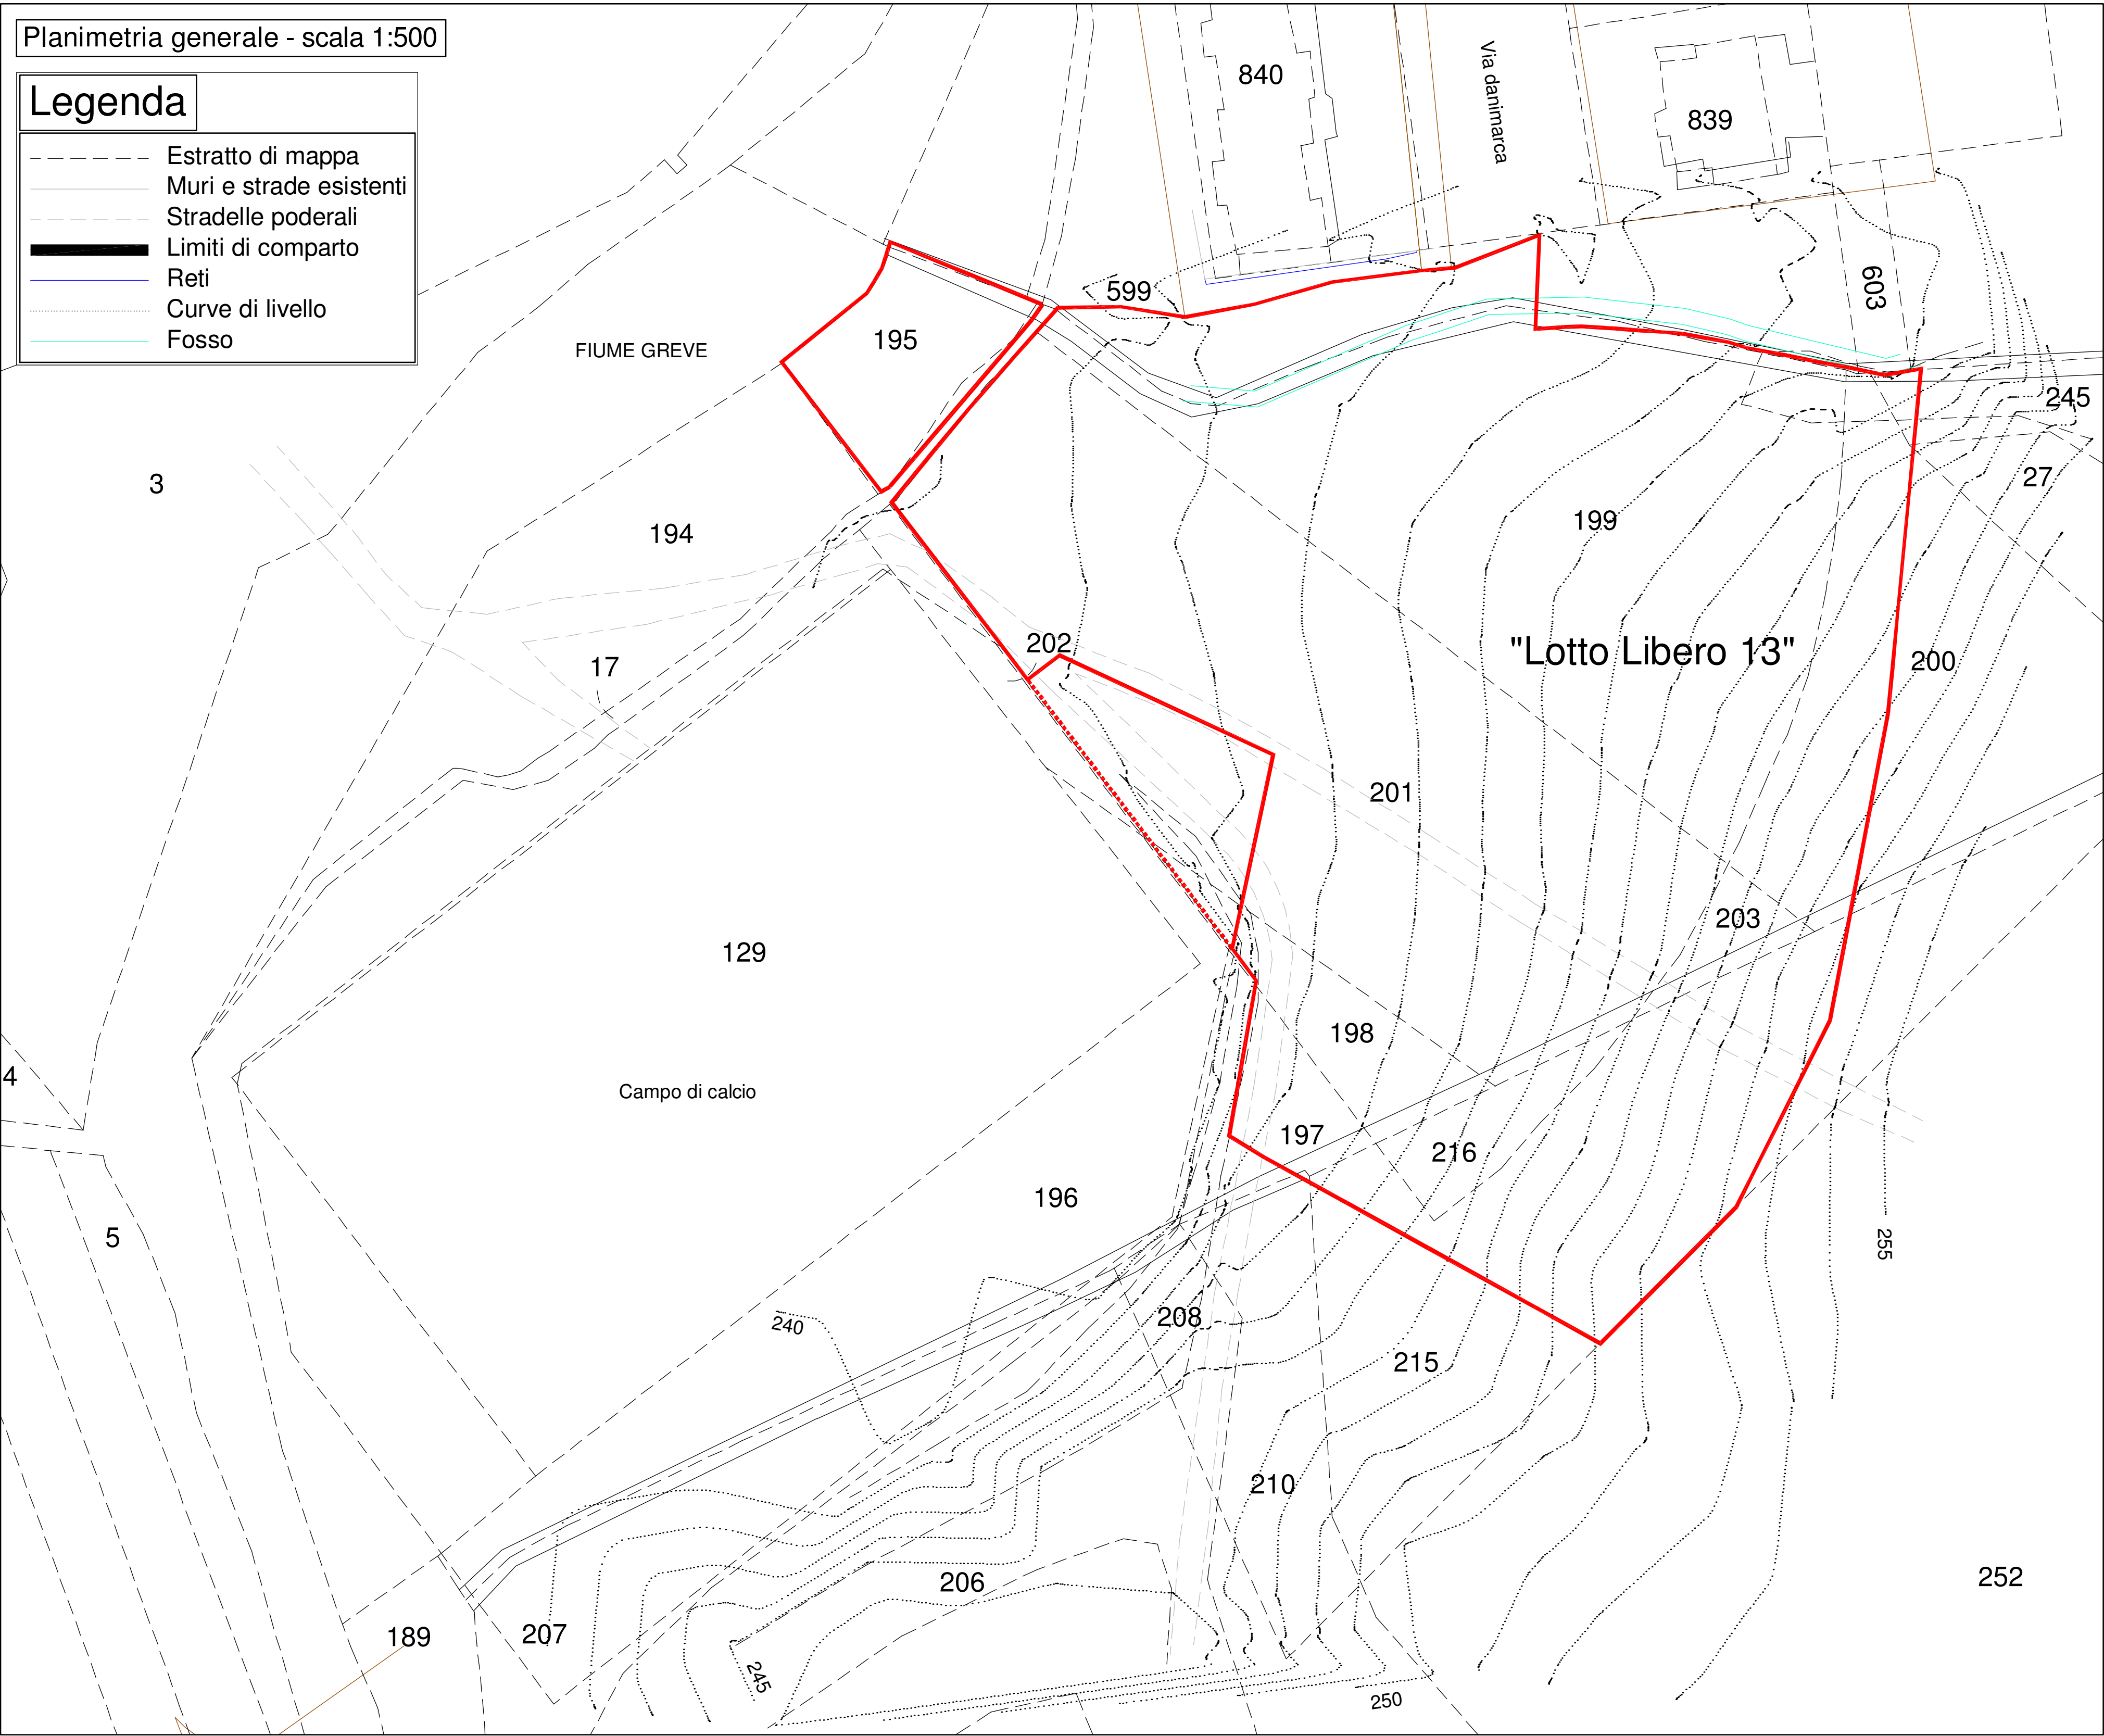 Planimetria generale - scala 1:500
Legenda
Estratto di mappa
Muri e strade esistenti
Stradelle poderali
Limiti di comparto
Reti
Curve di livello
Fosso
840
Via danimarca
839
599
603
195
FIUME GREVE
245
27
3
194
199
202
"Lotto Libero 13"
200
17
201
203
129
198
4
Campo di calcio
197
216
196
5
255
208
240
215
210
206
252
207
189
245
250